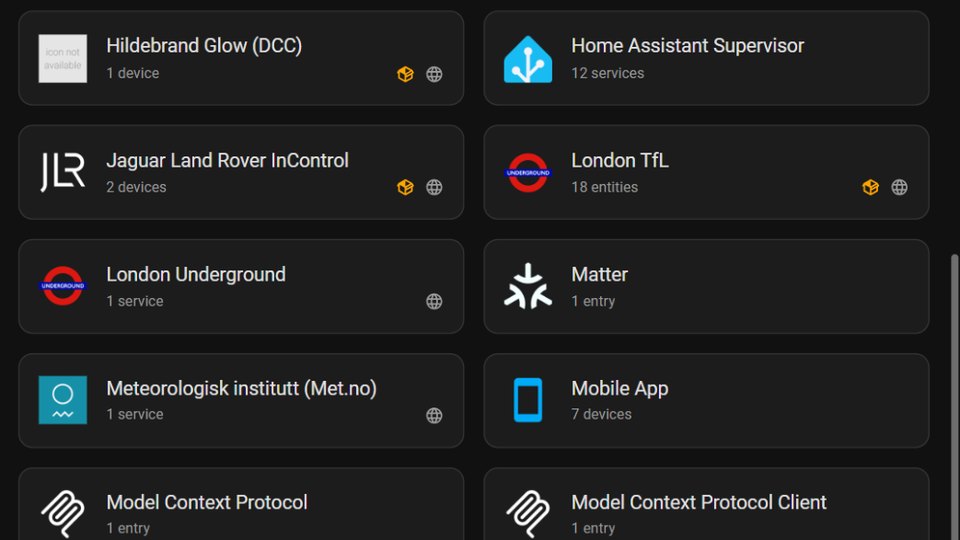 icon not
available
Hildebrand Glow (DCC)
1 device
Home Assistant Supervisor
12 services
JLR
Jaguar Land Rover InControl
2 devices
UNDERGROUND
London TfL
18 entities
UNDERGROUND
London Underground
1 service
Matter
1 entry
Meteorologisk institutt (Met.no)
1 service
Mobile App
7 devices
Model Context Protocol
1 entry
Model Context Protocol Client
1 entry